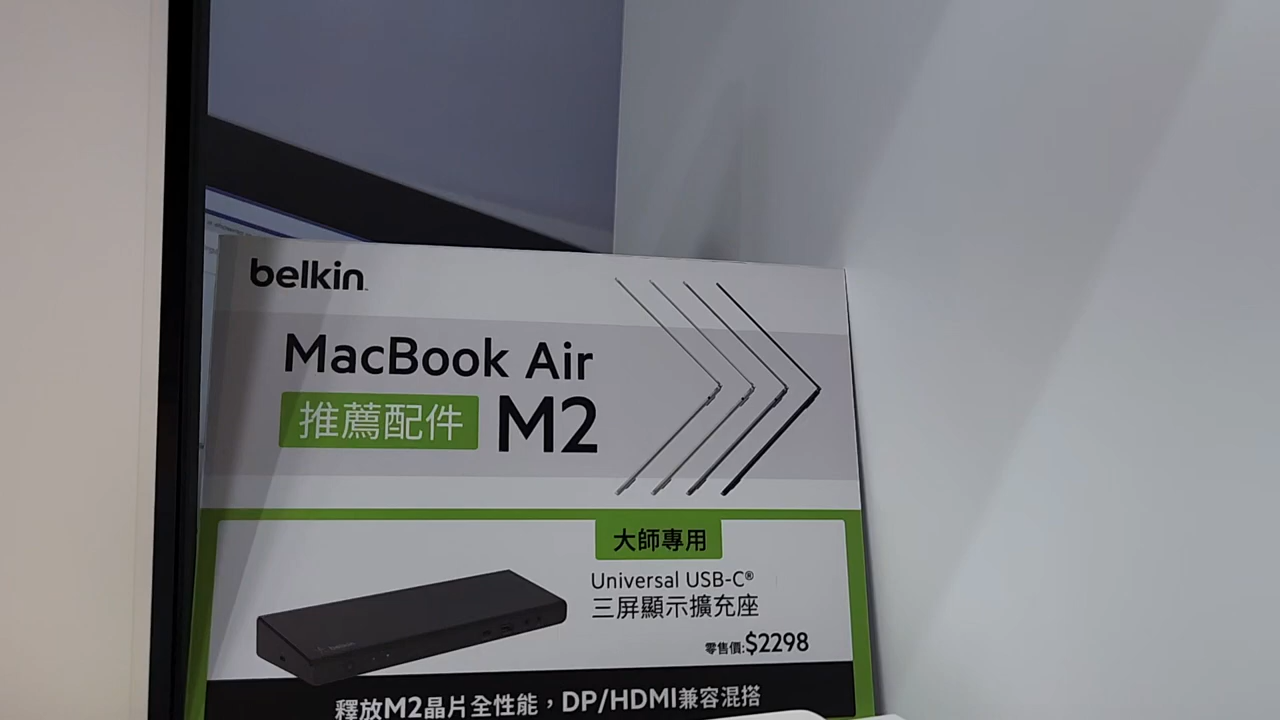 belkin
MacBook Air
推薦配件 M2
大師專用
Universal USB-C®
三屏顯示擴充座
零售價:$2298
belkin
釋放M2晶片全性能，DP/HDMI兼容混搭